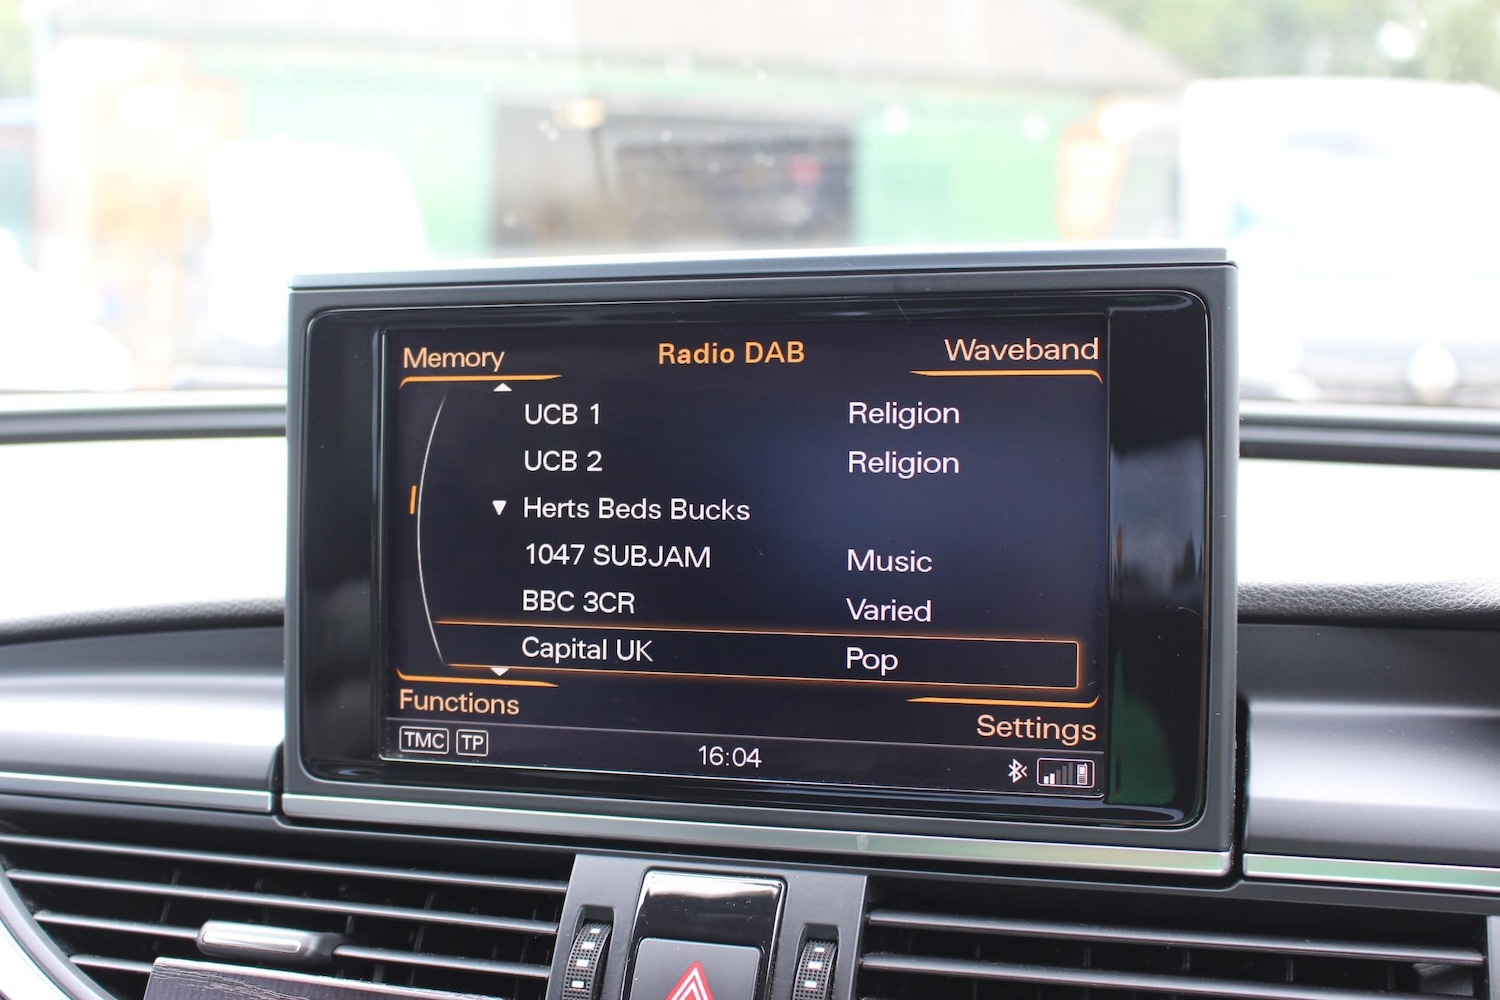 Memory Radio DAB Waveband
UCB 1 Religion
UCB 2 Religion
Herts Beds Bucks
1047 SUBJAM Music
BBC 3CR Varied
Capital UK Pop
Functions Settings
TMC TP 16:04